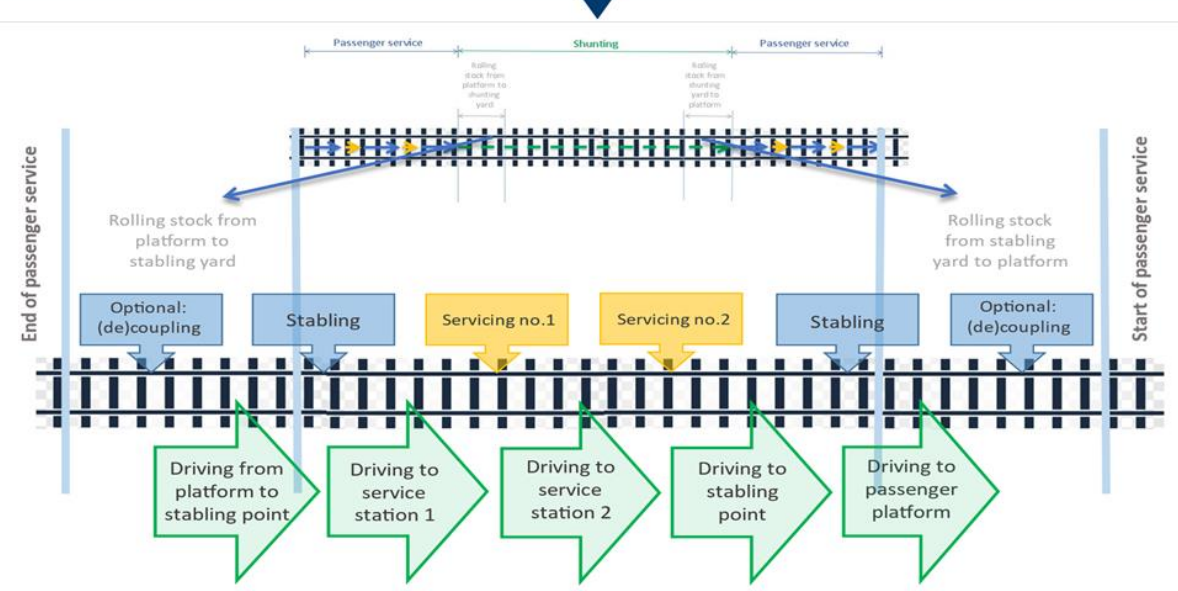 Passenger service
Shunting
Passenger service
Rolling
stock from
platform to
shunting
yard
Rolling
stock from
shunting
yard to
platform
End of passenger service
Rolling stock from
platform to
stabling yard
Rolling stock
from stabling
yard to platform
Start of passenger service
Optional:
(de)coupling
Stabling
Servicing no.1
Servicing no.2
Stabling
Optional:
(de)coupling
Driving from
platform to
stabling point
Driving to
service
station 1
Driving to
service
station 2
Driving to
stabling
point
Driving to
passenger
platform